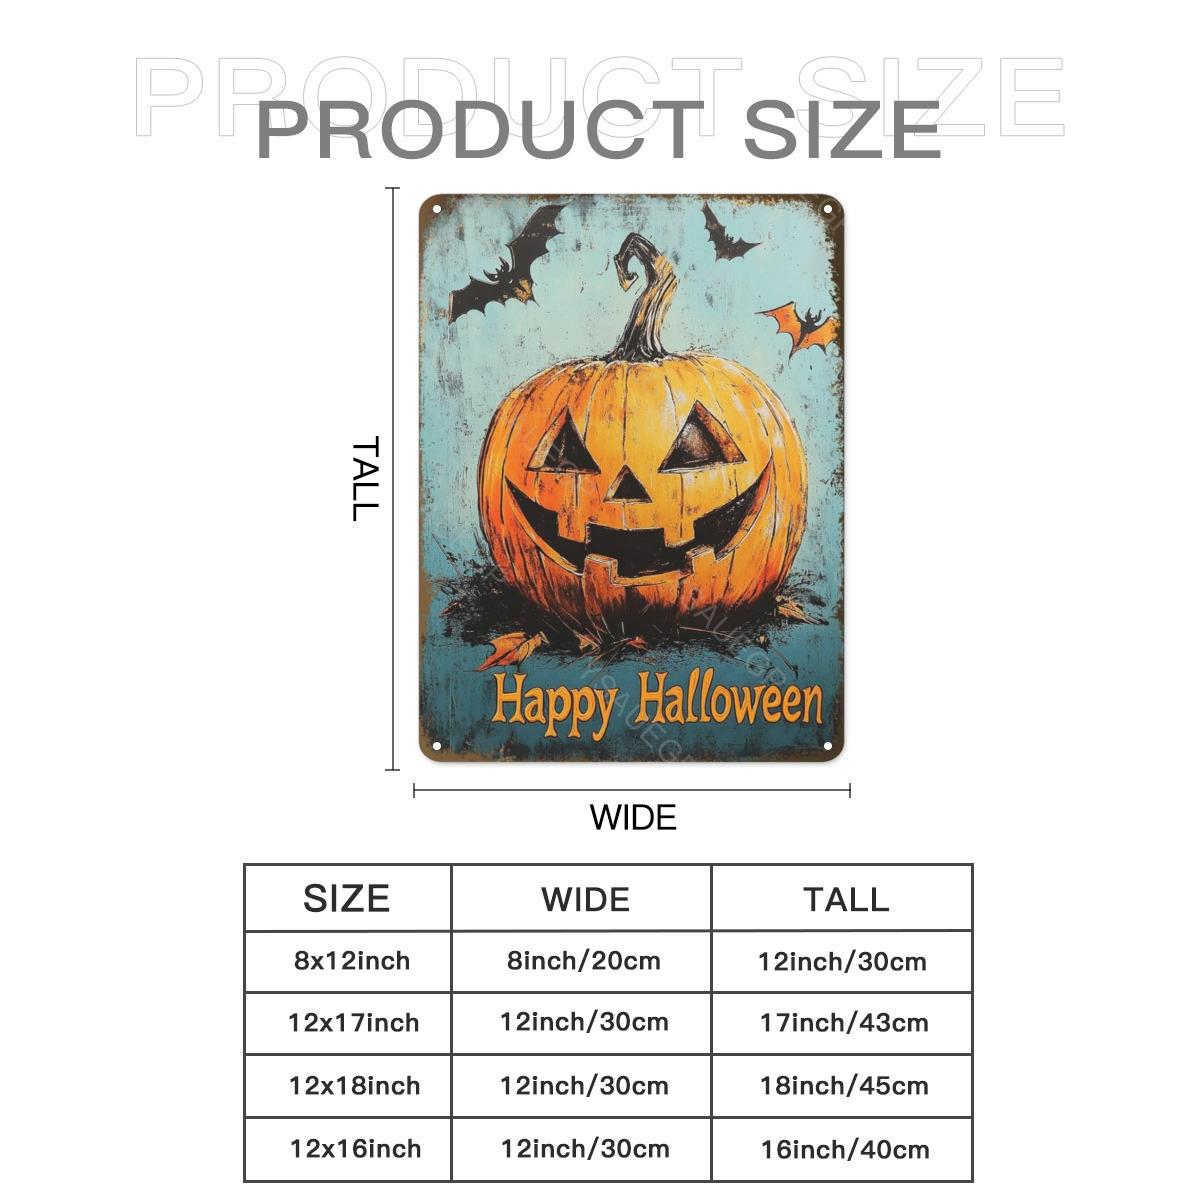 PRODUCT SIZE
PRODUCT SIZE
TALL
Happy Halloween
WIDE
SIZE WIDE TALL
8x12inch 8inch/20cm 12inch/30cm
12x17inch 12inch/30cm 17inch/43cm
12x18inch 12inch/30cm 18inch/45cm
12x16inch 12inch/30cm 16inch/40cm